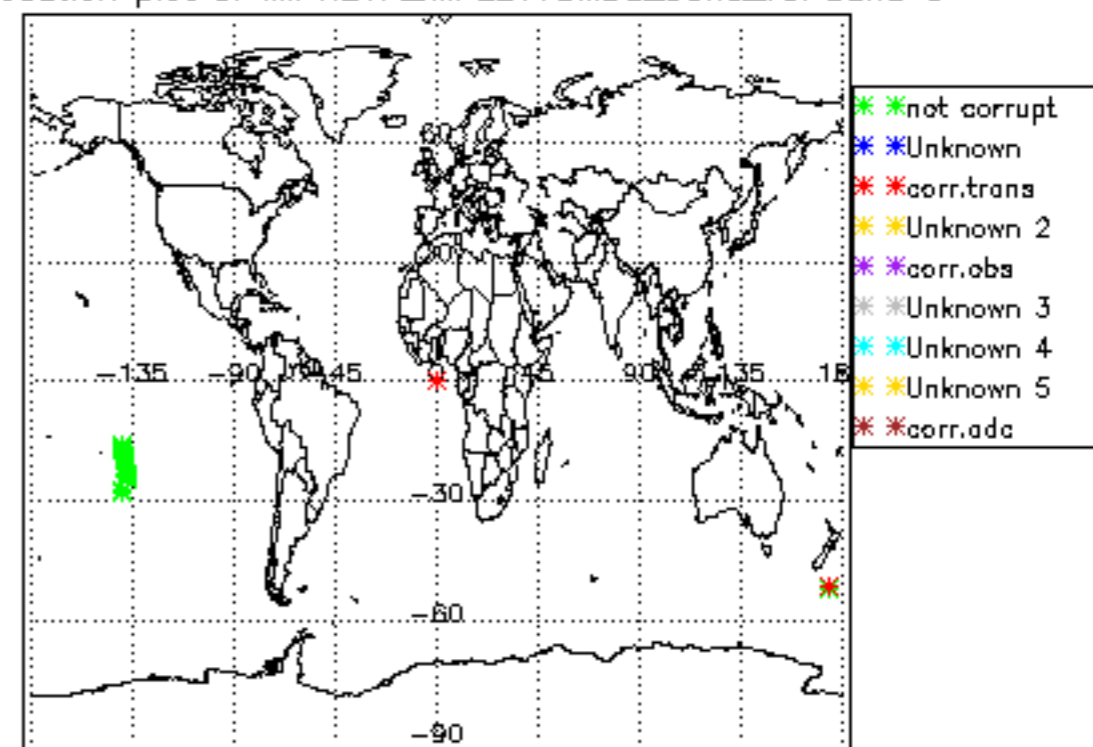 60
-135
-90
45
90
135
-30
-60
-90
not corrupt
Unknown
corr.trans
Unknown 2
corr.obs
Unknown 3
Unknown 4
Unknown 5
corr.adc